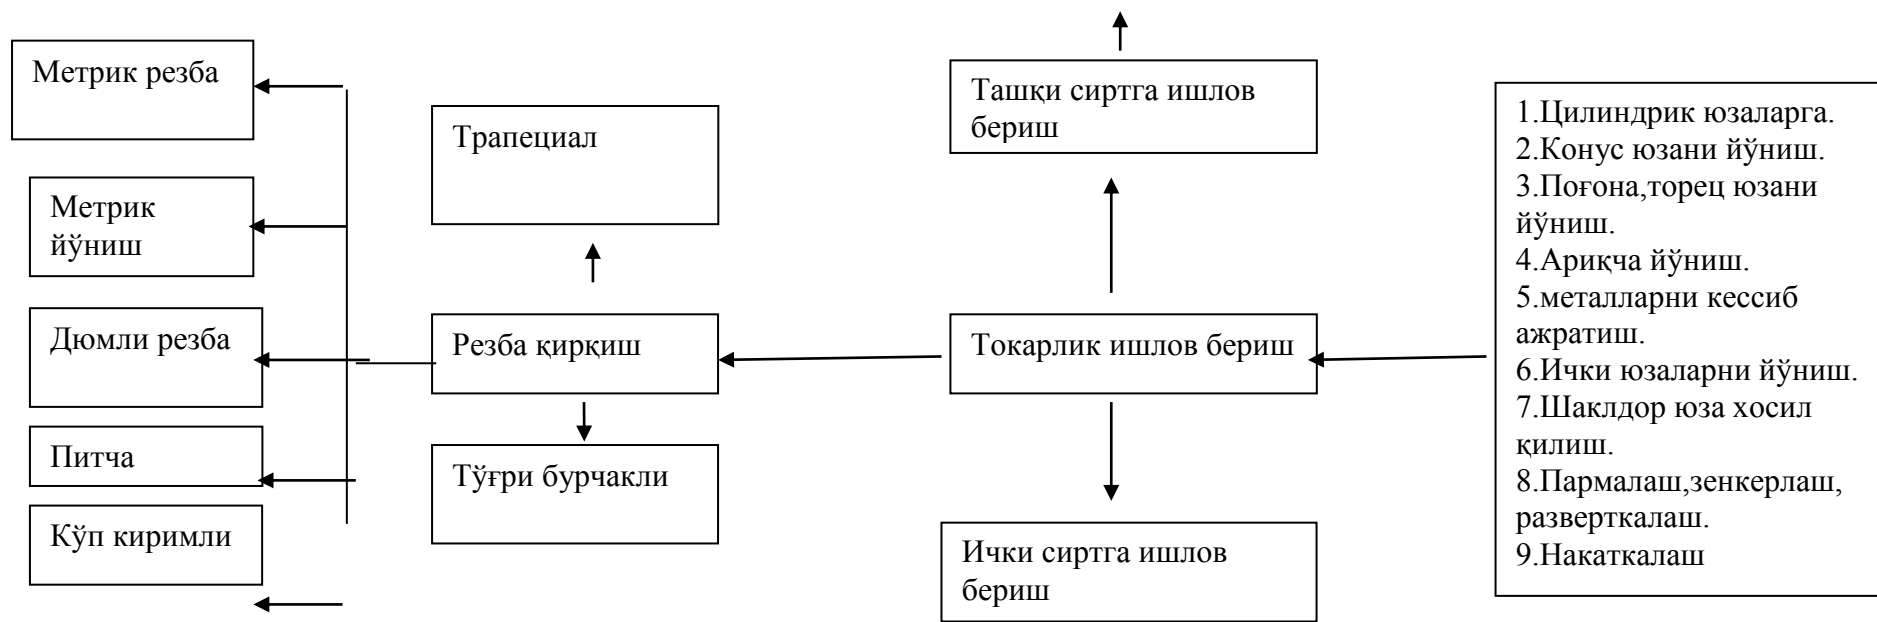 Метрик резба
Метрик
йўниш
Дюмли резба
Питча
Кўп киримли
Трапециал
Резба қирқиш
Тўғри бурчакли
Ташқи сиртга ишлов
бериш
Токарлик ишлов бериш
Ички сиртга ишлов
бериш
1.Цилиндрик юзаларга.
2.Конус юзани йўниш.
3.Поғона,торец юзани
йўниш.
4.Ариқча йўниш.
5.металларни кессиб
ажратиш.
6.Ички юзаларни йўниш.
7.Шаклдор юза хосил
қилиш.
8.Пармалаш,зенкерлаш,
разверткалаш.
9.Накаткалаш